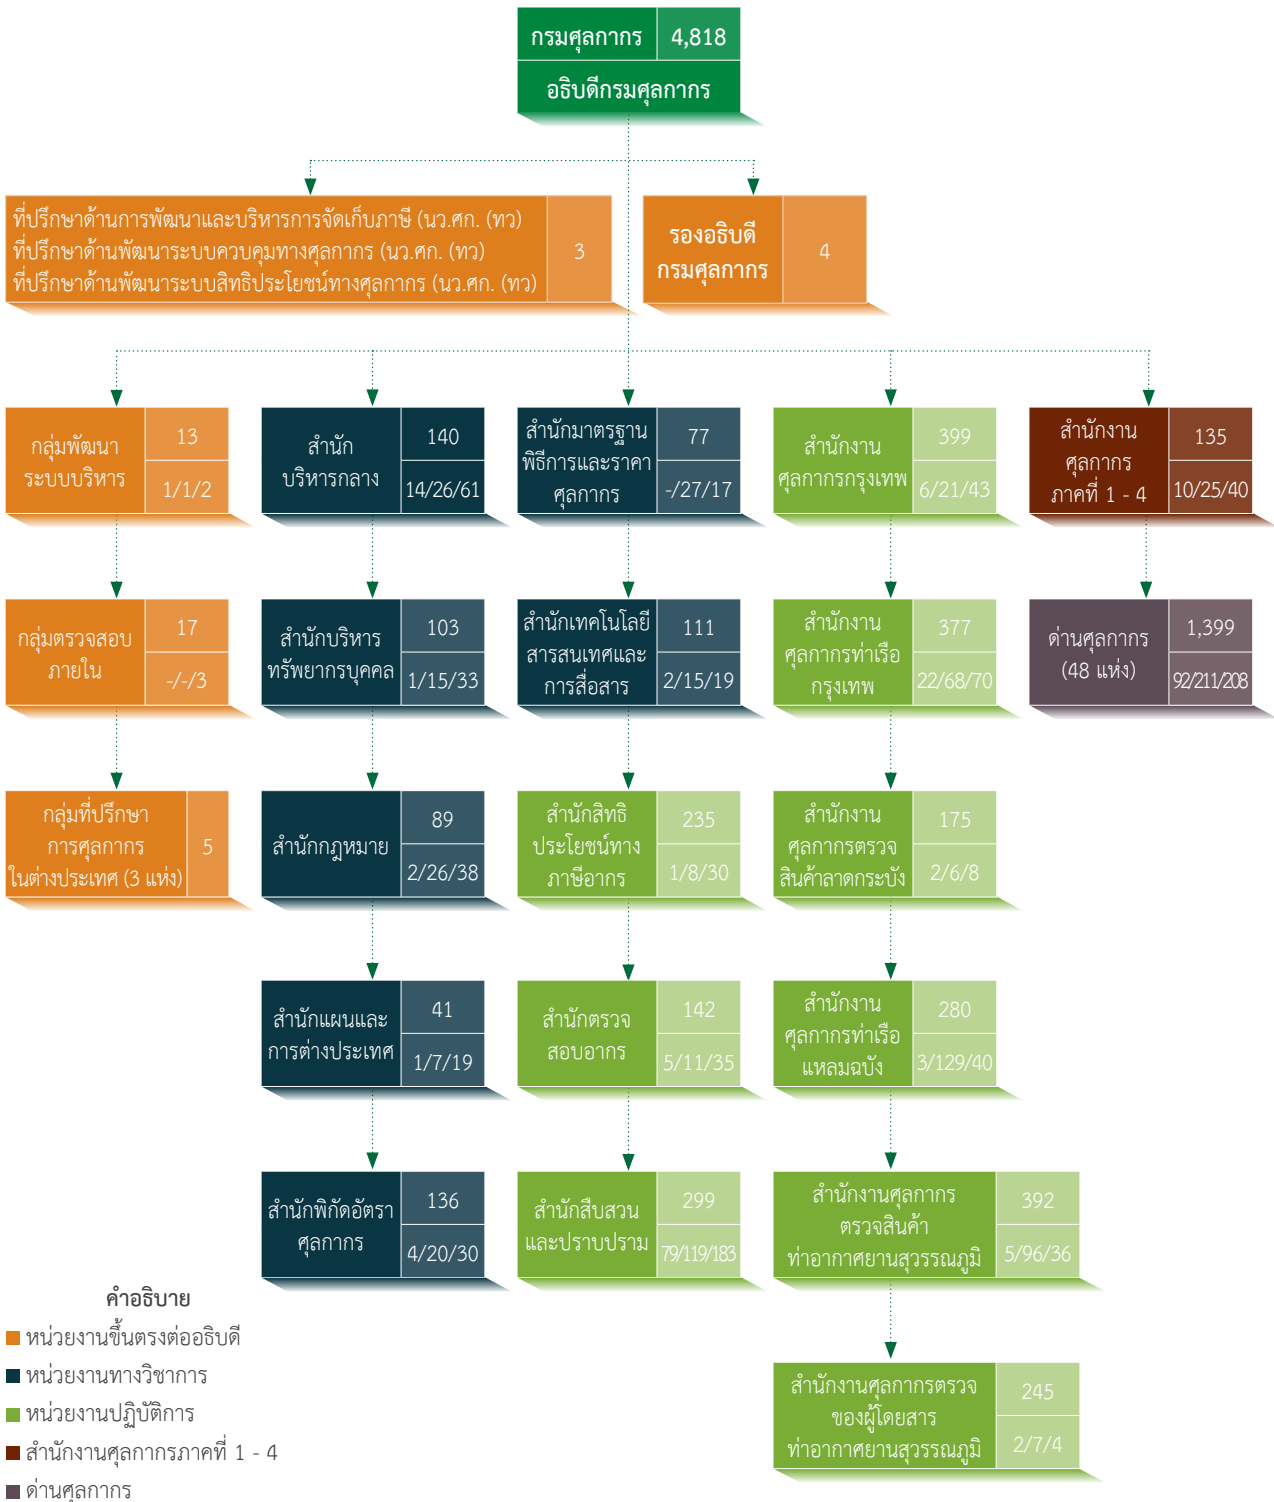 กรมศุลกากร 4,818
อธิบดีกรมศุลกากร
ที่ปรึกษาด้านการพัฒนาและบริหารการจัดเก็บภาษี (นว.ศก. (ทว)
ที่ปรึกษาด้านพัฒนาระบบควบคุมทางศุลกากร (นว.ศก. (ทว)
ที่ปรึกษาด้านพัฒนาระบบสิทธิประโยชน์ทางศุลกากร (นว.ศก. (ทว)
3
รองอธิบดี
กรมศุลกากร
4
กลุ่มพัฒนา
ระบบบริหาร
13
1/1/2
สำนัก
บริหารกลาง
140
14/26/61
สำนักมาตรฐาน
พิธีการและราคา
ศุลกากร
77
-/27/17
สำนักงาน
ศุลกากรกรุงเทพ
399
6/21/43
สำนักงาน
ศุลกากร
ภาคที่ 1 - 4
135
10/25/40
กลุ่มตรวจสอบ
ภายใน
17
-/-/3
สำนักบริหาร
ทรัพยากรบุคคล
103
1/15/33
สำนักเทคโนโลยี
สารสนเทศและ
การสื่อสาร
111
2/15/19
สำนักงาน
ศุลกากรท่าเรือ
กรุงเทพ
377
22/68/70
ด่านศุลกากร
(48 แห่ง)
1,399
92/211/208
กลุ่มที่ปรึกษา
การศุลกากร
ในต่างประเทศ (3 แห่ง)
5
สำนักกฎหมาย
89
2/26/38
สำนักสิทธิ
ประโยชน์ทาง
ภาษีอากร
235
1/8/30
สำนักงาน
ศุลกากรตรวจ
สินค้าลาดกระบัง
175
2/6/8
สำนักแผนและ
การต่างประเทศ
41
1/7/19
สำนักตรวจ
สอบอากร
142
5/11/35
สำนักงาน
ศุลกากรท่าเรือ
แหลมฉบัง
280
3/129/40
สำนักพิกัดอัตรา
ศุลกากร
136
4/20/30
สำนักสืบสวน
และปราบปราม
299
79/119/183
สำนักงานศุลกากร
ตรวจสินค้า
ท่าอากาศยานสุวรรณภูมิ
392
5/96/36
สำนักงานศุลกากรตรวจ
ของผู้โดยสาร
ท่าอากาศยานสุวรรณภูมิ
245
2/7/4
คำอธิบาย
หน่วยงานขึ้นตรงต่ออธิบดี
หน่วยงานทางวิชาการ
หน่วยงานปฏิบัติการ
สำนักงานศุลกากรภาคที่ 1 - 4
ด่านศุลกากร